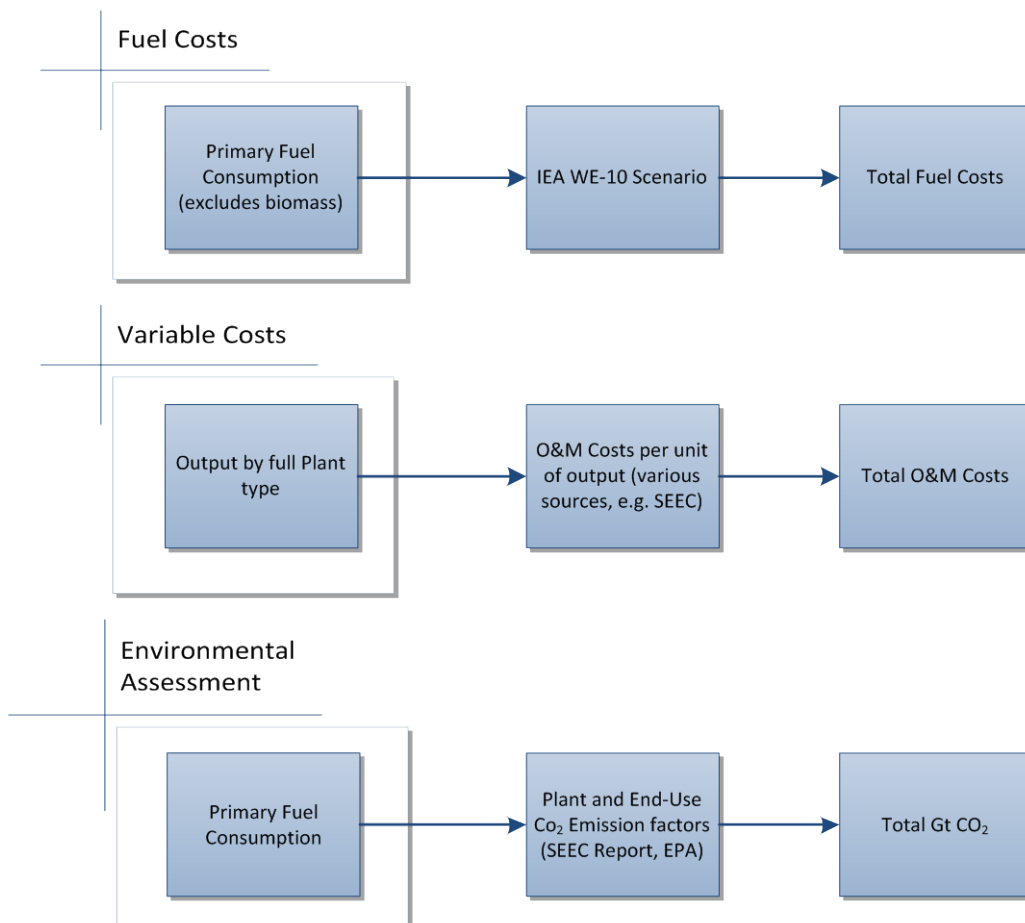 Fuel Costs
Primary Fuel
Consumption
(excludes biomass)
IEA WE-10 Scenario
Total Fuel Costs
Variable Costs
Output by full Plant
type
O&M Costs per unit
of output (various
sources, e.g. SEEC)
Total O&M Costs
Environmental
Assessment
Primary Fuel
Consumption
Plant and End-Use
Co₂ Emission factors
(SEEC Report, EPA)
Total Gt CO₂